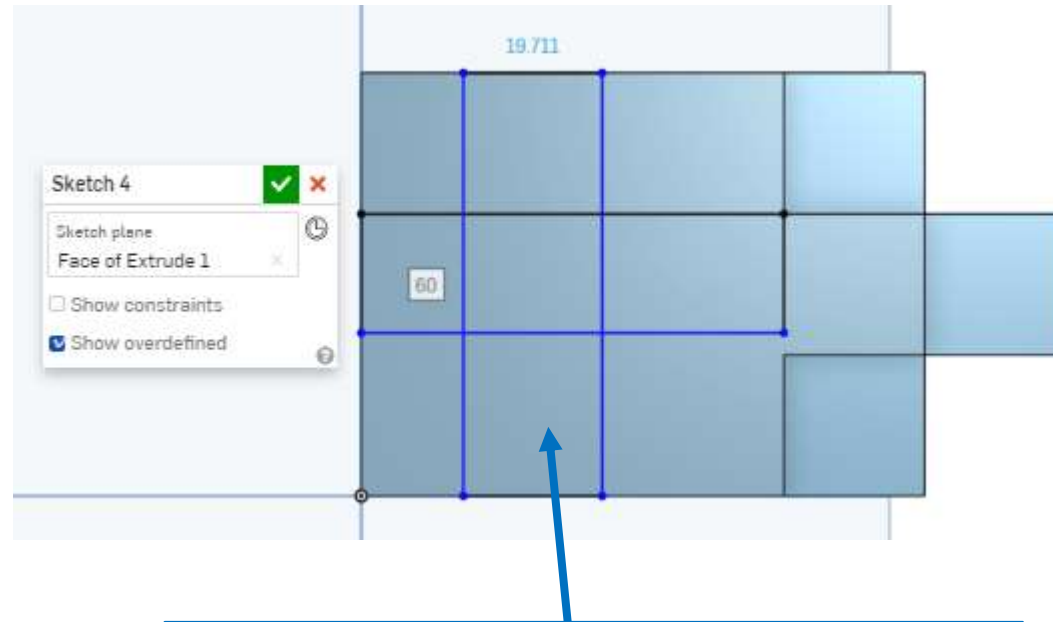 19.711
Sketch 4
Sketch plane
Face of Extrude 1
60
Show constraints
Show overdefined